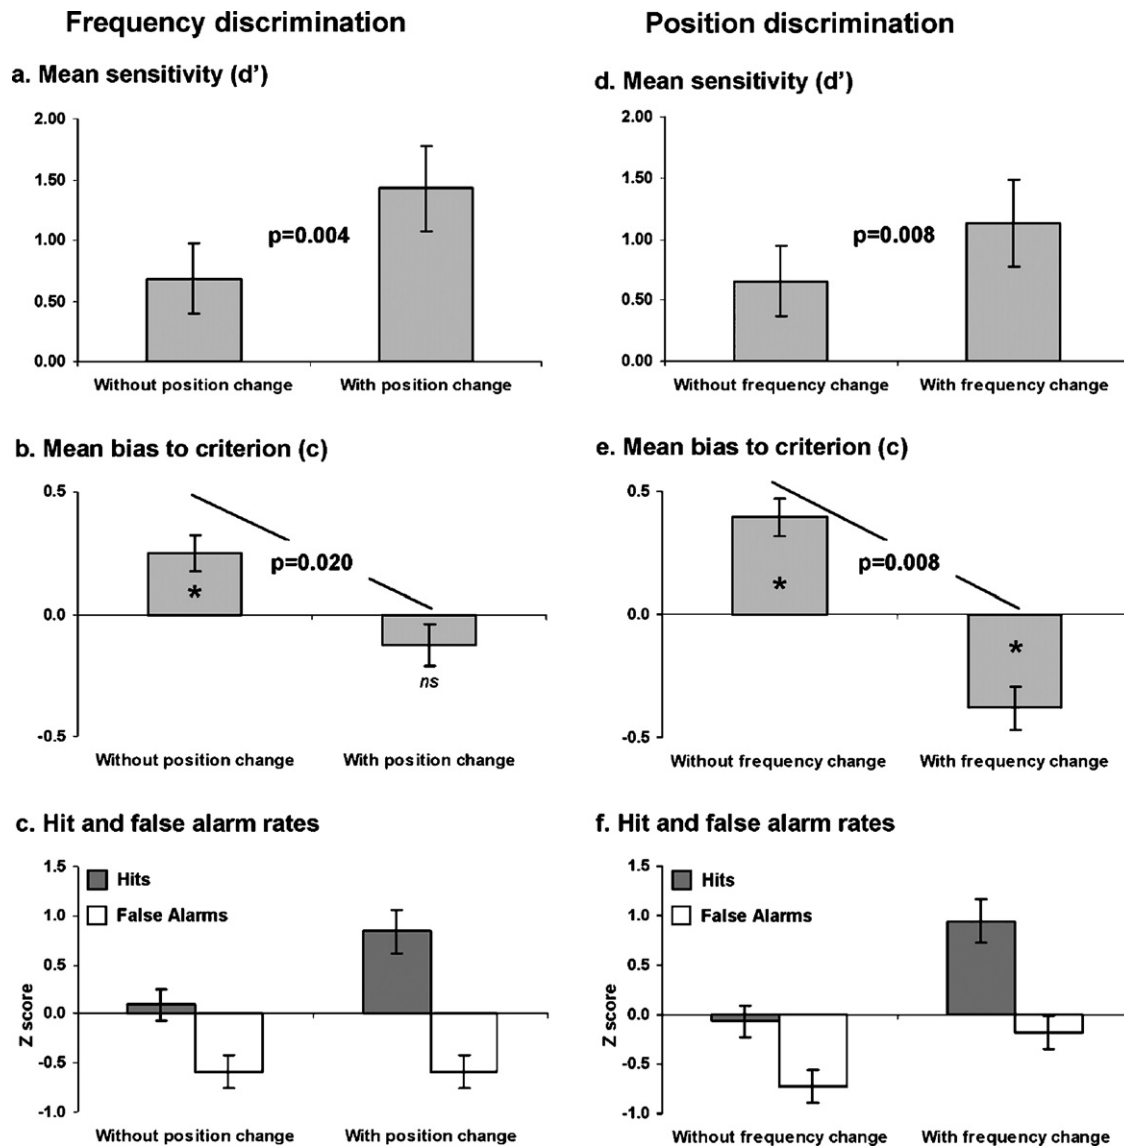 Frequency discrimination
Position discrimination
a. Mean sensitivity (d’)
2.00
1.50
1.00
0.50
0.00
p=0.004
Without position change
With position change
d. Mean sensitivity (d’)
2.00
1.50
1.00
0.50
0.00
p=0.008
Without frequency change
With frequency change
b. Mean bias to criterion (c)
0.5
0.0
-0.5
p=0.020
*
ns
Without position change
With position change
e. Mean bias to criterion (c)
0.5
0.0
-0.5
p=0.008
*
*
Without frequency change
With frequency change
c. Hit and false alarm rates
1.5
1.0
0.5
0.0
-0.5
-1.0
Z score
Hits
False Alarms
Without position change
With position change
f. Hit and false alarm rates
1.5
1.0
0.5
0.0
-0.5
-1.0
Z score
Hits
False Alarms
Without frequency change
With frequency change